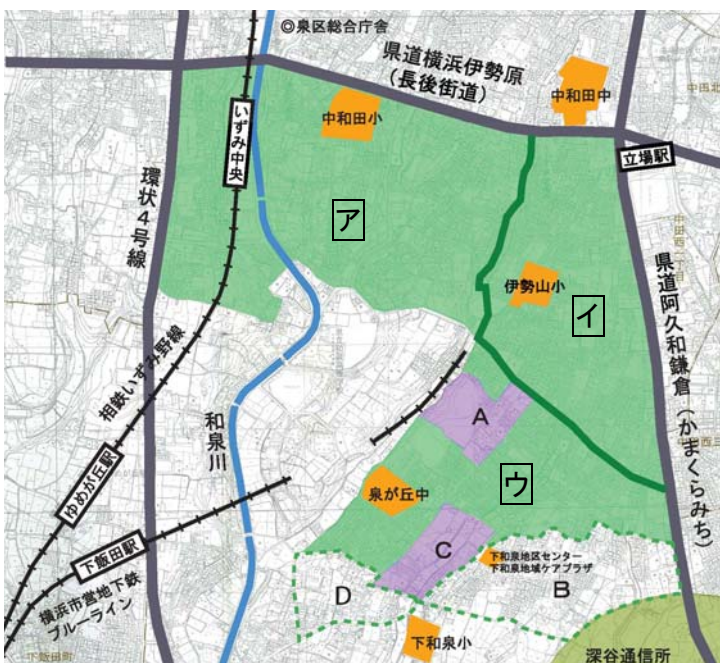 ◎泉区総合庁舎
県道横浜伊勢原
(長後街道)
中和田中
中和田小
いずみ中央
立場駅
環状4号線
ア
伊勢山小
イ
県道阿久和鎌倉(かまくらみち)
相鉄いずみ野線
和泉川
A
ウ
ゆめが丘駅
泉が丘中
下飯田駅
C
下和泉地区センター
下和泉地域ケアプラザ
B
D
横浜市営地下鉄
ブルーライン
下和泉小
深谷通信所
下飯田町